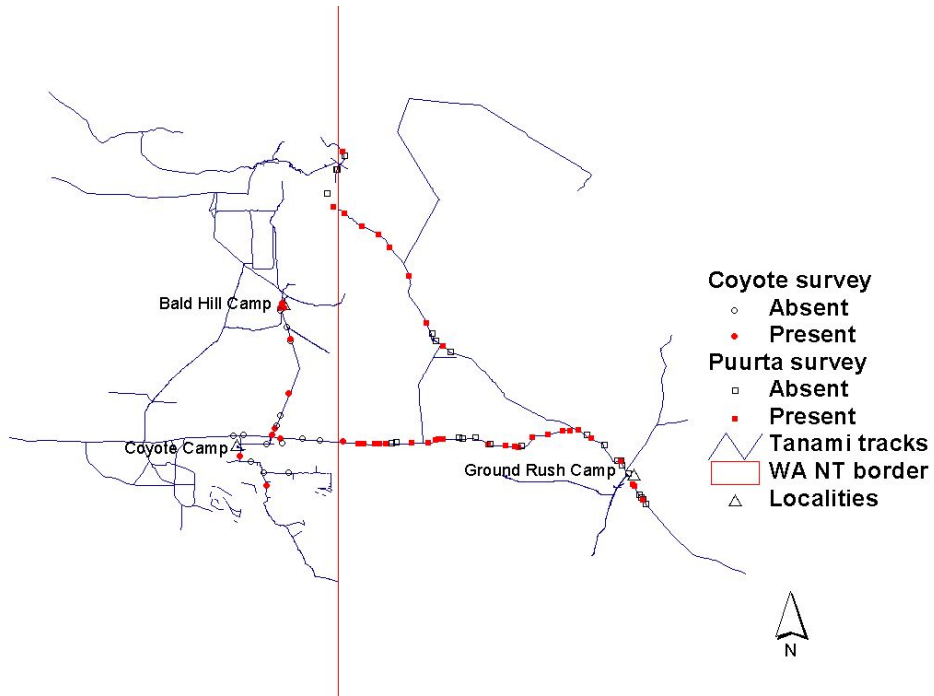 Bald Hill Camp
Coyote Camp
Ground Rush Camp
Coyote survey
Absent
Present
Puurta survey
Absent
Present
Tanami tracks
WA NT border
Localities
N